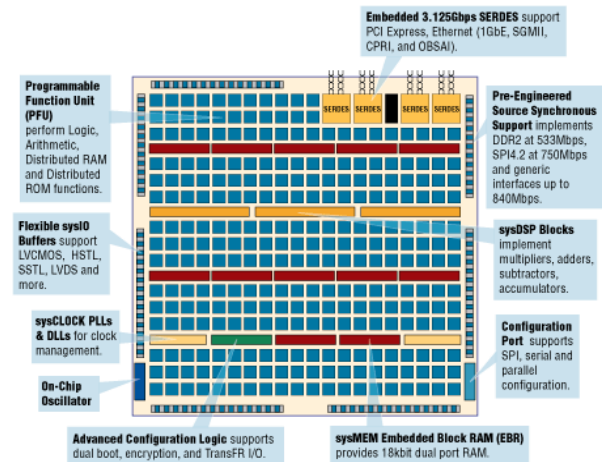 Embedded 3.125Gbps SERDES support
PCI Express, Ethernet (1GbE, SGMII,
CPRI, and OBSAI).
Programmable
Function Unit
(PFU)
perform Logic,
Arithmetic,
Distributed RAM
and Distributed
ROM functions.
SERDES
SERDES
SERDES
SERDES
Pre-Engineered
Source Synchronous
Support implements
DDR2 at 533Mbps,
SPI4.2 at 750Mbps
and generic
interfaces up to
840Mbps.
Flexible sysIO
Buffers support
LVCMOS, HSTL,
SSTL, LVDS and
more.
sysDSP Blocks
implement
multipliers, adders,
subtractors,
accumulators.
sysCLOCK PLLs
& DLLs for clock
management.
Configuration
Port supports
SPI, serial and
parallel
configuration.
On-Chip
Oscillator
Advanced Configuration Logic supports
dual boot, encryption, and TransFR I/O.
sysMEM Embedded Block RAM (EBR)
provides 18kbit dual port RAM.